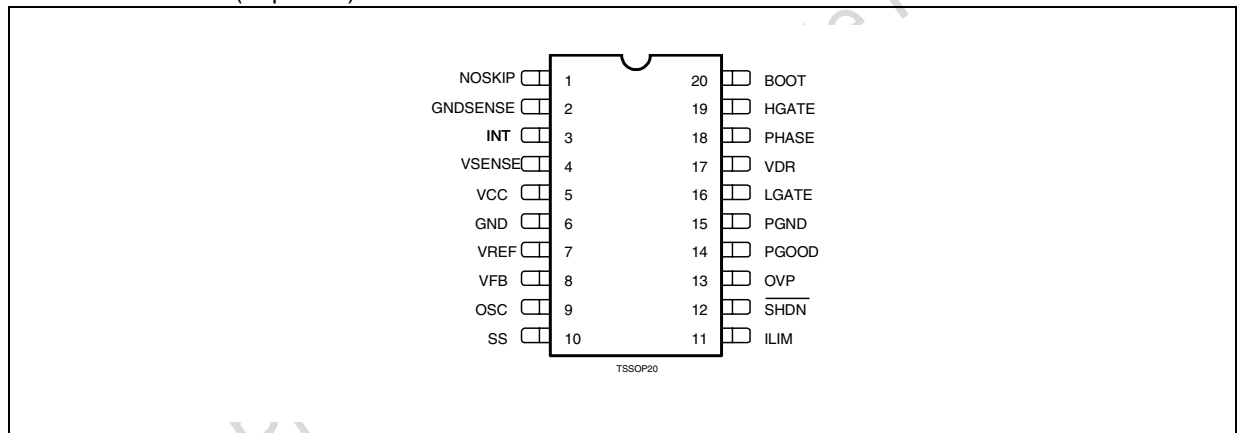 NOSKIP 1 20 BOOT
GNDSENSE 2 19 HGATE
INT 3 18 PHASE
VSENSE 4 17 VDR
VCC 5 16 LGATE
GND 6 15 PGND
VREF 7 14 PGOOD
VFB 8 13 OVP
OSC 9 12 SHDN
SS 10 11 ILIM
TSSOP20